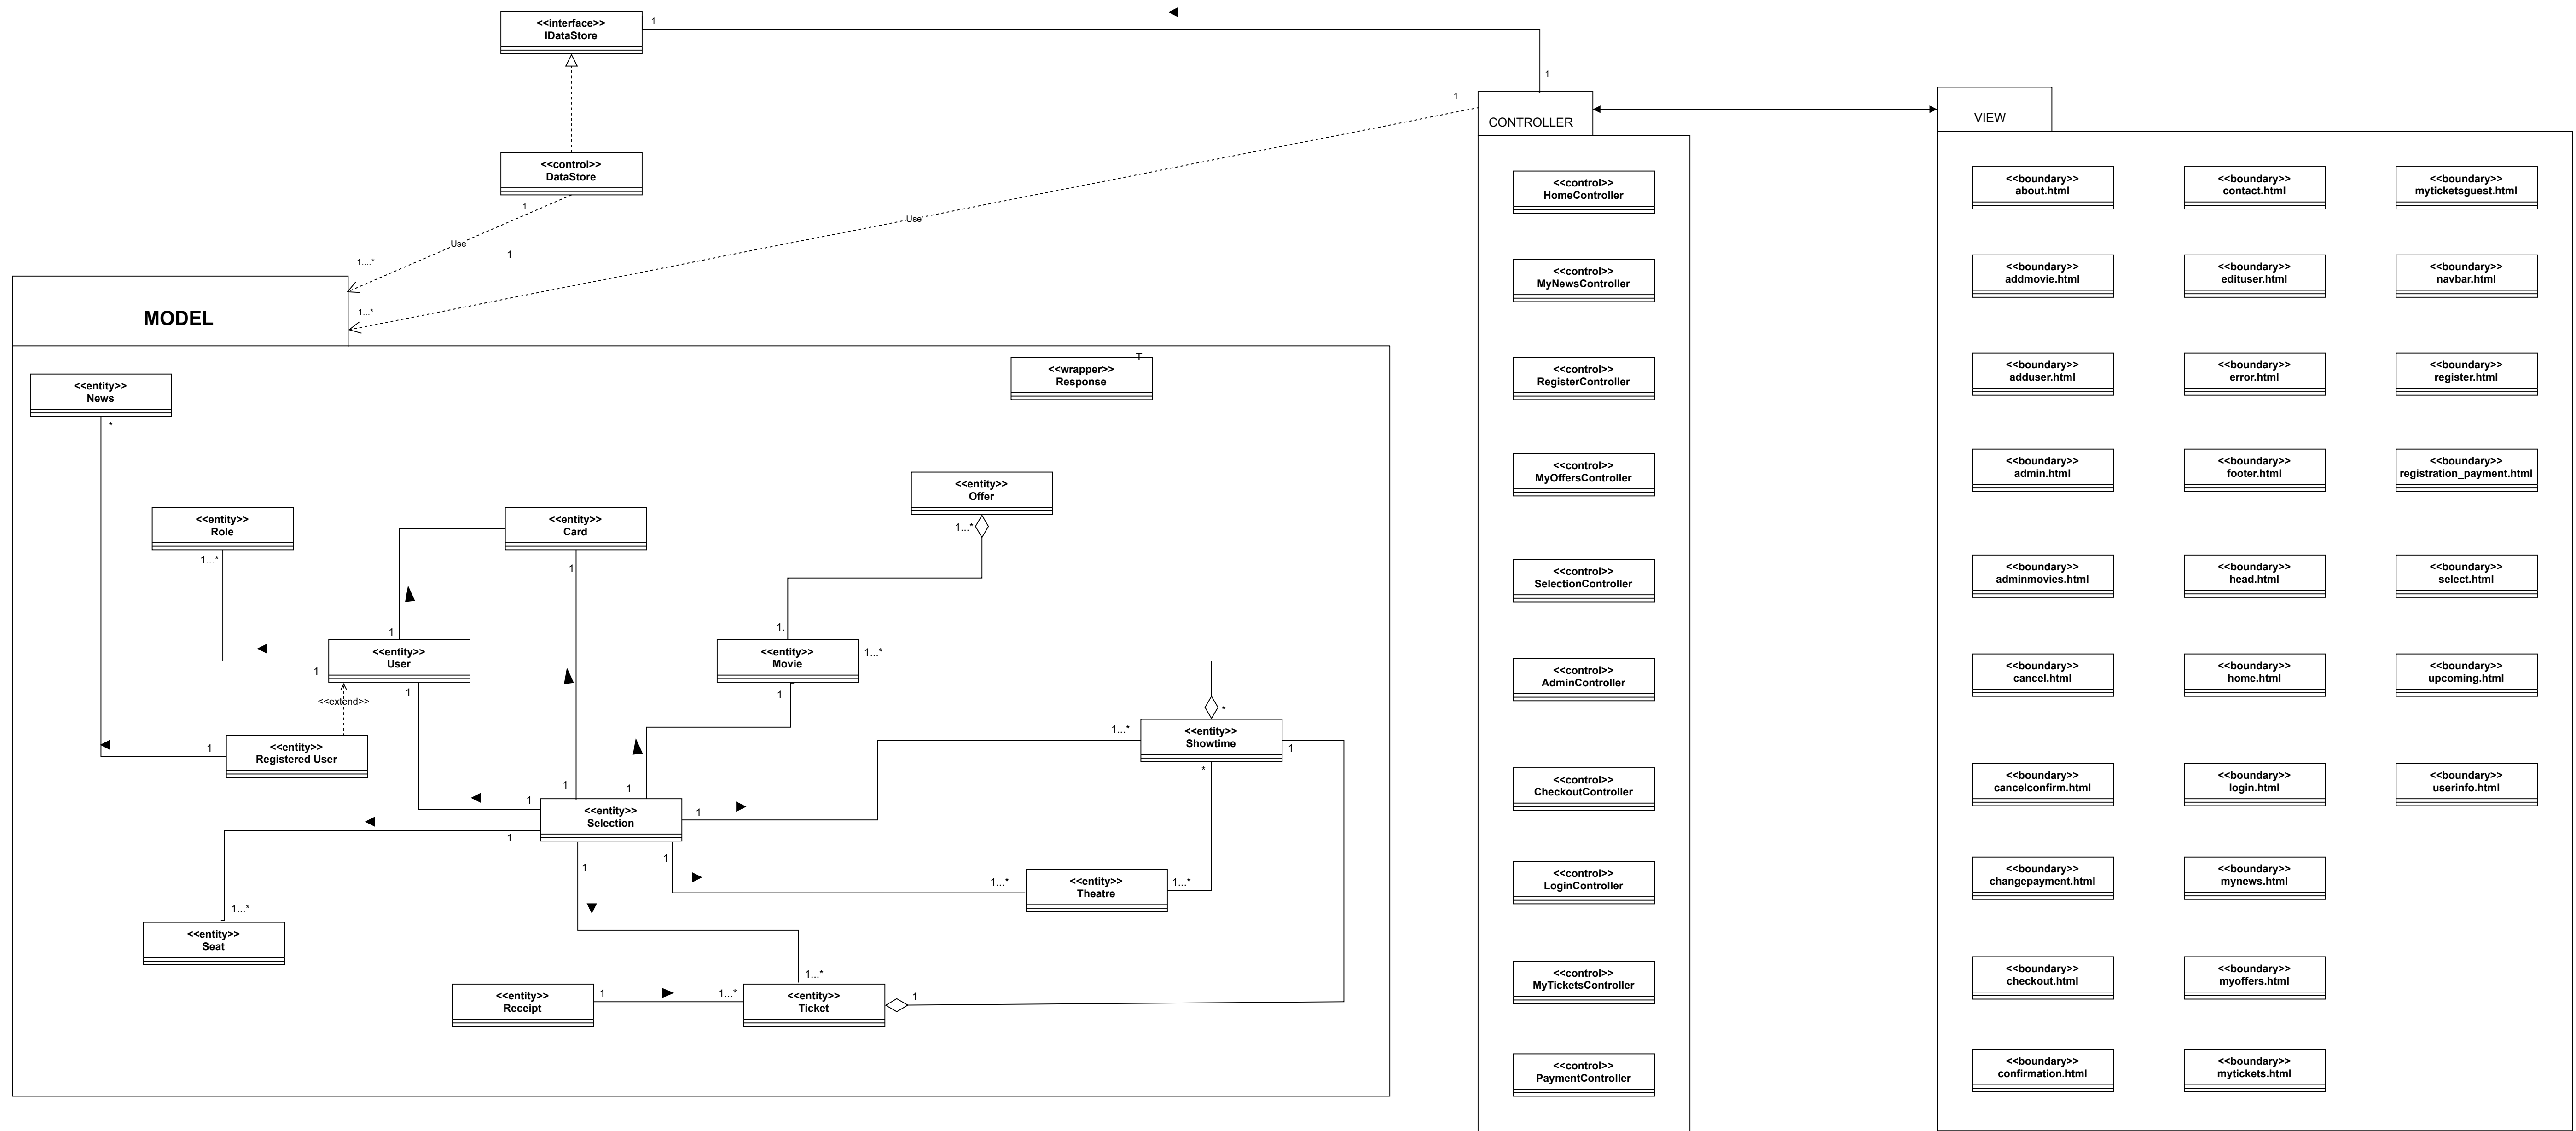 <<interface>>
IDataStore
1
1
<<control>>
DataStore
1
Use
1....*
1
Use
1
1...*
MODEL
<<entity>>
News
*
<<wrapper>>
Response
T
<<entity>>
Offer
1...*
<<entity>>
Role
1...*
<<entity>>
Card
1
1
1.
<<entity>>
User
1
1
<<entity>>
Movie
1...*
1
<<extend>>
*
<<entity>>
Registered User
1
<<entity>>
Showtime
1...*
1
*
1
1
1
<<entity>>
Selection
1
1
1
1
<<entity>>
Theatre
1...*
1...*
1...*
<<entity>>
Seat
1...*
<<entity>>
Receipt
1
1...*
<<entity>>
Ticket
1
CONTROLLER
<<control>>
HomeController
<<control>>
MyNewsController
<<control>>
RegisterController
<<control>>
MyOffersController
<<control>>
SelectionController
<<control>>
AdminController
<<control>>
CheckoutController
<<control>>
LoginController
<<control>>
MyTicketsController
<<control>>
PaymentController
VIEW
<<boundary>>
about.html
<<boundary>>
contact.html
<<boundary>>
myticketsguest.html
<<boundary>>
addmovie.html
<<boundary>>
edituser.html
<<boundary>>
navbar.html
<<boundary>>
adduser.html
<<boundary>>
error.html
<<boundary>>
register.html
<<boundary>>
admin.html
<<boundary>>
footer.html
<<boundary>>
registration_payment.html
<<boundary>>
adminmovies.html
<<boundary>>
head.html
<<boundary>>
select.html
<<boundary>>
cancel.html
<<boundary>>
home.html
<<boundary>>
upcoming.html
<<boundary>>
cancelconfirm.html
<<boundary>>
login.html
<<boundary>>
userinfo.html
<<boundary>>
changepayment.html
<<boundary>>
mynews.html
<<boundary>>
checkout.html
<<boundary>>
myoffers.html
<<boundary>>
confirmation.html
<<boundary>>
mytickets.html